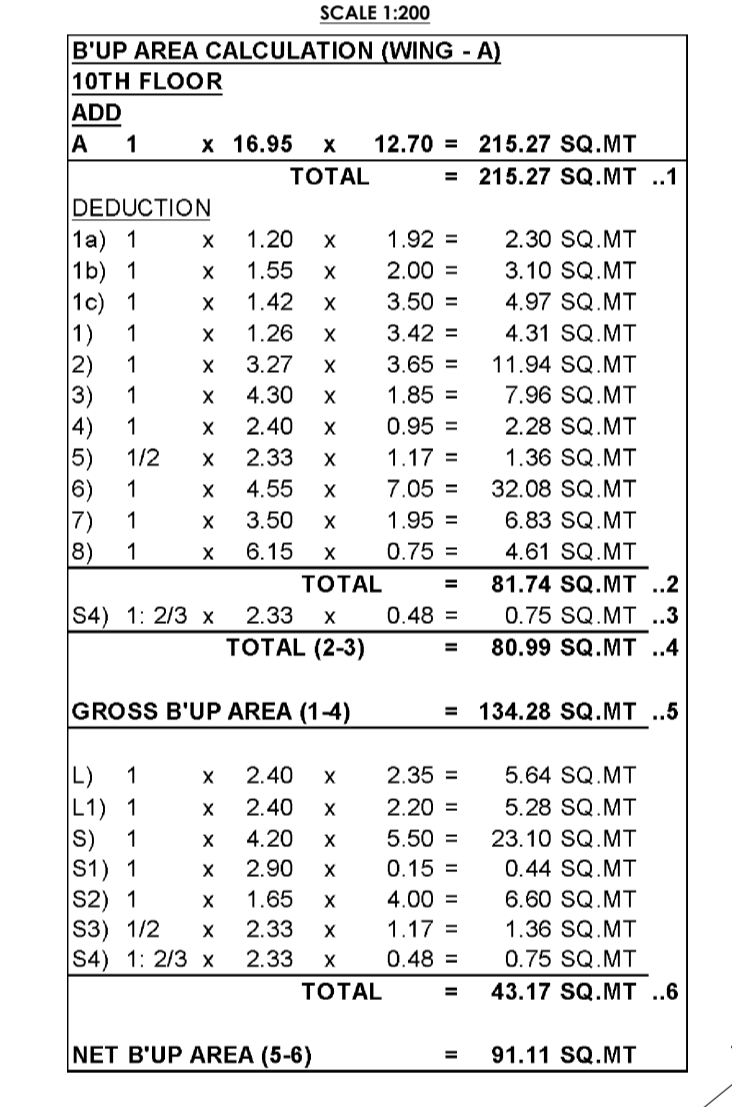 SCALE 1:200
B'UP AREA CALCULATION (WING - A)
10TH FLOOR
ADD
A 1 x 16.95 x 12.70 = 215.27 SQ.MT
TOTAL = 215.27 SQ.MT ..1
DEDUCTION
1a) 1 x 1.20 x 1.92 = 2.30 SQ.MT
1b) 1 x 1.55 x 2.00 = 3.10 SQ.MT
1c) 1 x 1.42 x 3.50 = 4.97 SQ.MT
1) 1 x 1.26 x 3.42 = 4.31 SQ.MT
2) 1 x 3.27 x 3.65 = 11.94 SQ.MT
3) 1 x 4.30 x 1.85 = 7.96 SQ.MT
4) 1 x 2.40 x 0.95 = 2.28 SQ.MT
5) 1/2 x 2.33 x 1.17 = 1.36 SQ.MT
6) 1 x 4.55 x 7.05 = 32.08 SQ.MT
7) 1 x 3.50 x 1.95 = 6.83 SQ.MT
8) 1 x 6.15 x 0.75 = 4.61 SQ.MT
TOTAL = 81.74 SQ.MT ..2
S4) 1: 2/3 x 2.33 x 0.48 = 0.75 SQ.MT ..3
TOTAL (2-3) = 80.99 SQ.MT ..4
GROSS B'UP AREA (1-4) = 134.28 SQ.MT ..5
L) 1 x 2.40 x 2.35 = 5.64 SQ.MT
L1) 1 x 2.40 x 2.20 = 5.28 SQ.MT
S) 1 x 4.20 x 5.50 = 23.10 SQ.MT
S1) 1 x 2.90 x 0.15 = 0.44 SQ.MT
S2) 1 x 1.65 x 4.00 = 6.60 SQ.MT
S3) 1/2 x 2.33 x 1.17 = 1.36 SQ.MT
S4) 1: 2/3 x 2.33 x 0.48 = 0.75 SQ.MT
TOTAL = 43.17 SQ.MT ..6
NET B'UP AREA (5-6) = 91.11 SQ.MT